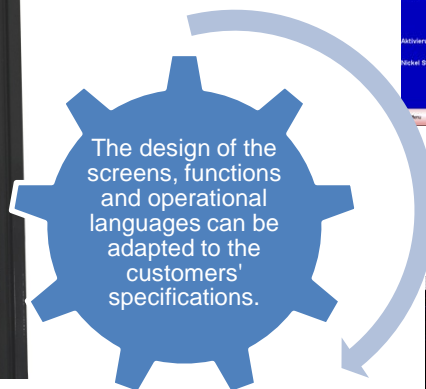 Aktivier
Nickel S
The design of the
screens, functions
and operational
languages can be
adapted to the
customers'
specifications.